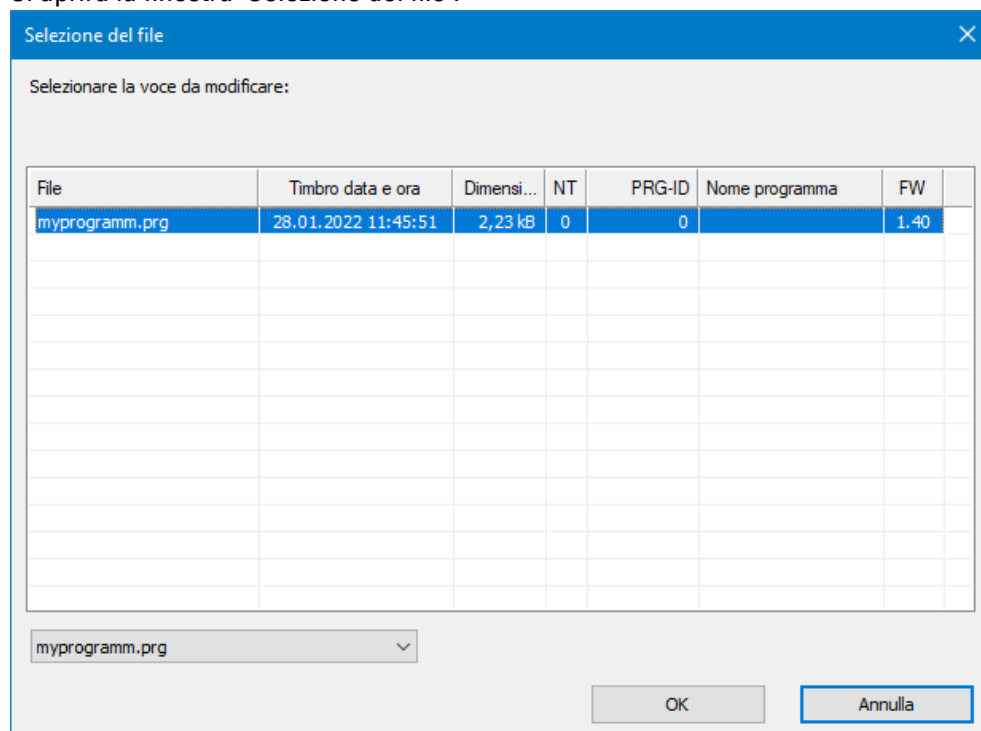 Selezione del file
Selezionare la voce da modificare:
File Timbro data e ora Dimensi... NT PRG-ID Nome programma FW
myprogramm.prg 28.01.2022 11:45:51 2,23 kB 0 0 1.40
myprogramm.prg
OK Annulla